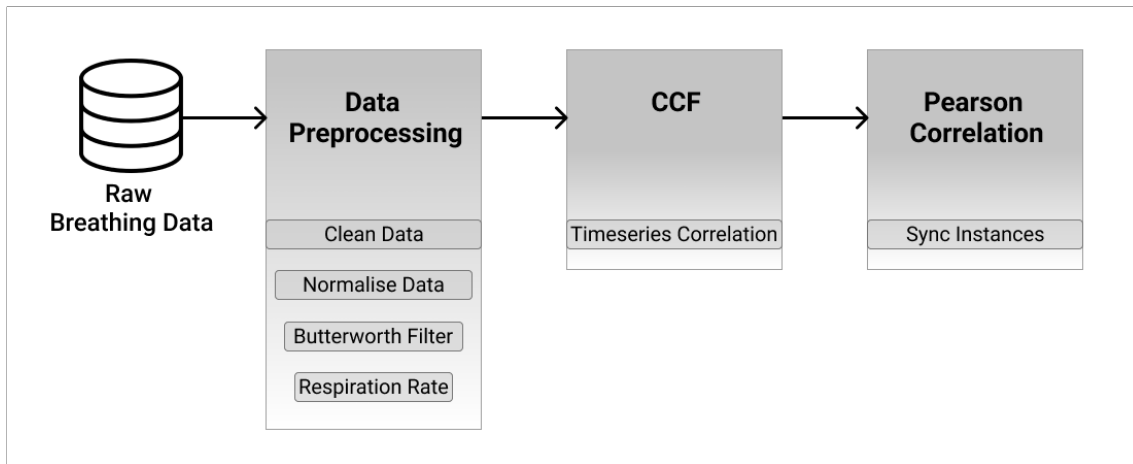 Raw
Breathing Data
Data
Preprocessing
Clean Data
Normalise Data
Butterworth Filter
Respiration Rate
CCF
Timeseries Correlation
Pearson
Correlation
Sync Instances